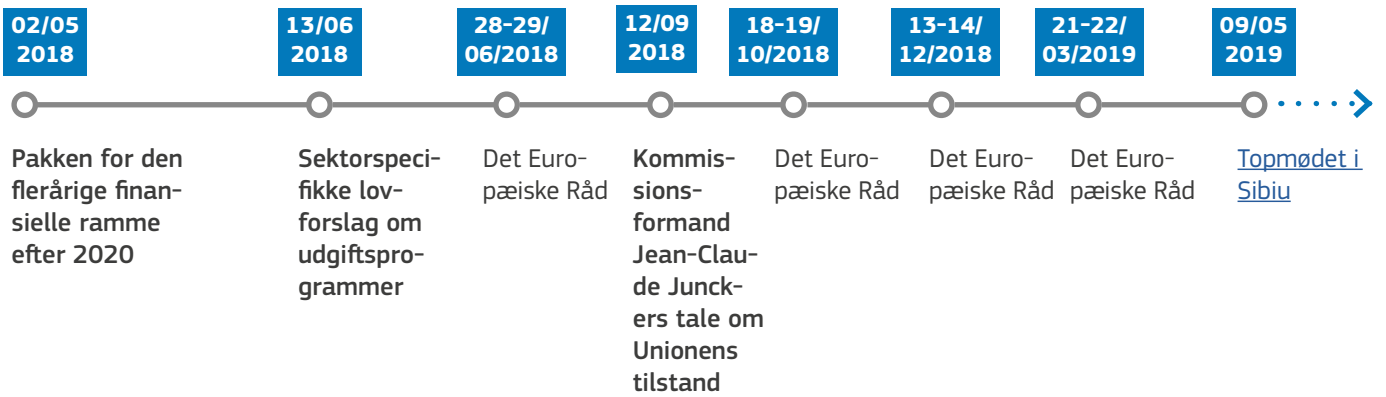 02/05
2018
13/06
2018
28-29/
06/2018
12/09
2018
18-19/
10/2018
13-14/
12/2018
21-22/
03/2019
09/05
2019
Pakken for den
flerårige finan-
sielle ramme
efter 2020
Sektorspeci-
fikke lov-
forslag om
udgiftspro-
grammer
Det Euro-
pæiske Råd
Kommis-
sions-
formand
Jean-Clau-
de Junck-
ers tale om
Unionens
tilstand
Det Euro-
pæiske Råd
Det Euro-
pæiske Råd
Det Euro-
pæiske Råd
Topmødet i
Sibiu